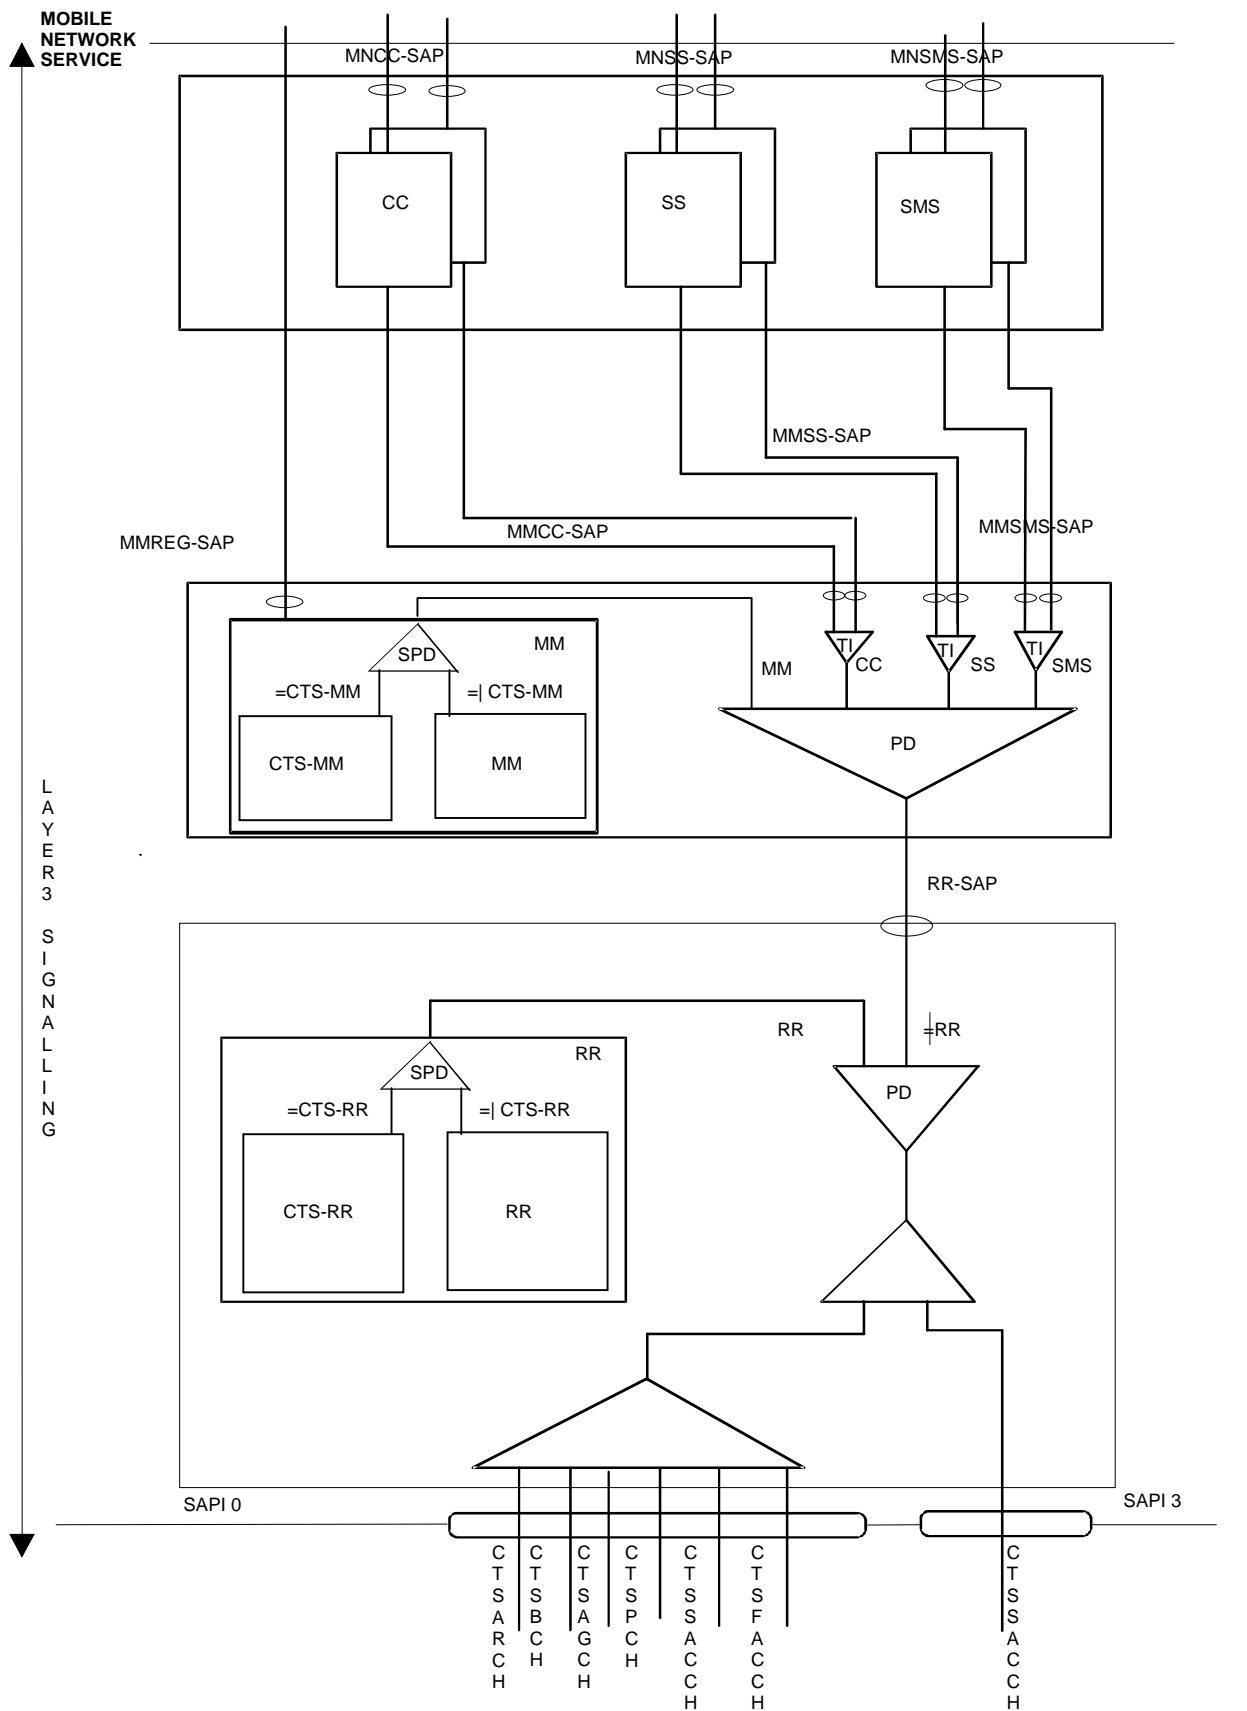 MOBILE
NETWORK
SERVICE
MNCC-SAP
MNSS-SAP
MNSMS-SAP
CC
SS
SMS
MMSS-SAP
MMREG-SAP
MMCC-SAP
MMSMS-SAP
MM
SPD
=CTS-MM
=| CTS-MM
CTS-MM
MM
MM
TI
CC
TI
SS
TI
SMS
PD
LAYER3 SIGNALLING
.
RR-SAP
RR
=|RR
RR
SPD
=CTS-RR
=| CTS-RR
PD
CTS-RR
RR
SAPI 0
SAPI 3
CTSARCH
CTSBCH
CTSAGCH
CTSPCH
CTSSACCH
CTSFACCH
CTSSACCH